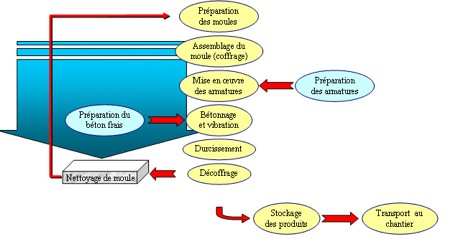 Préparation
des moules
Assemblage du
moule (coffrage)
Mise en œuvre
des armatures
Préparation
des armatures
Préparation du
béton frais
Bétonnage
et vibration
Durcissement
Décoffrage
Nettoyage de moule
Stockage
des produits
Transport au
chantier